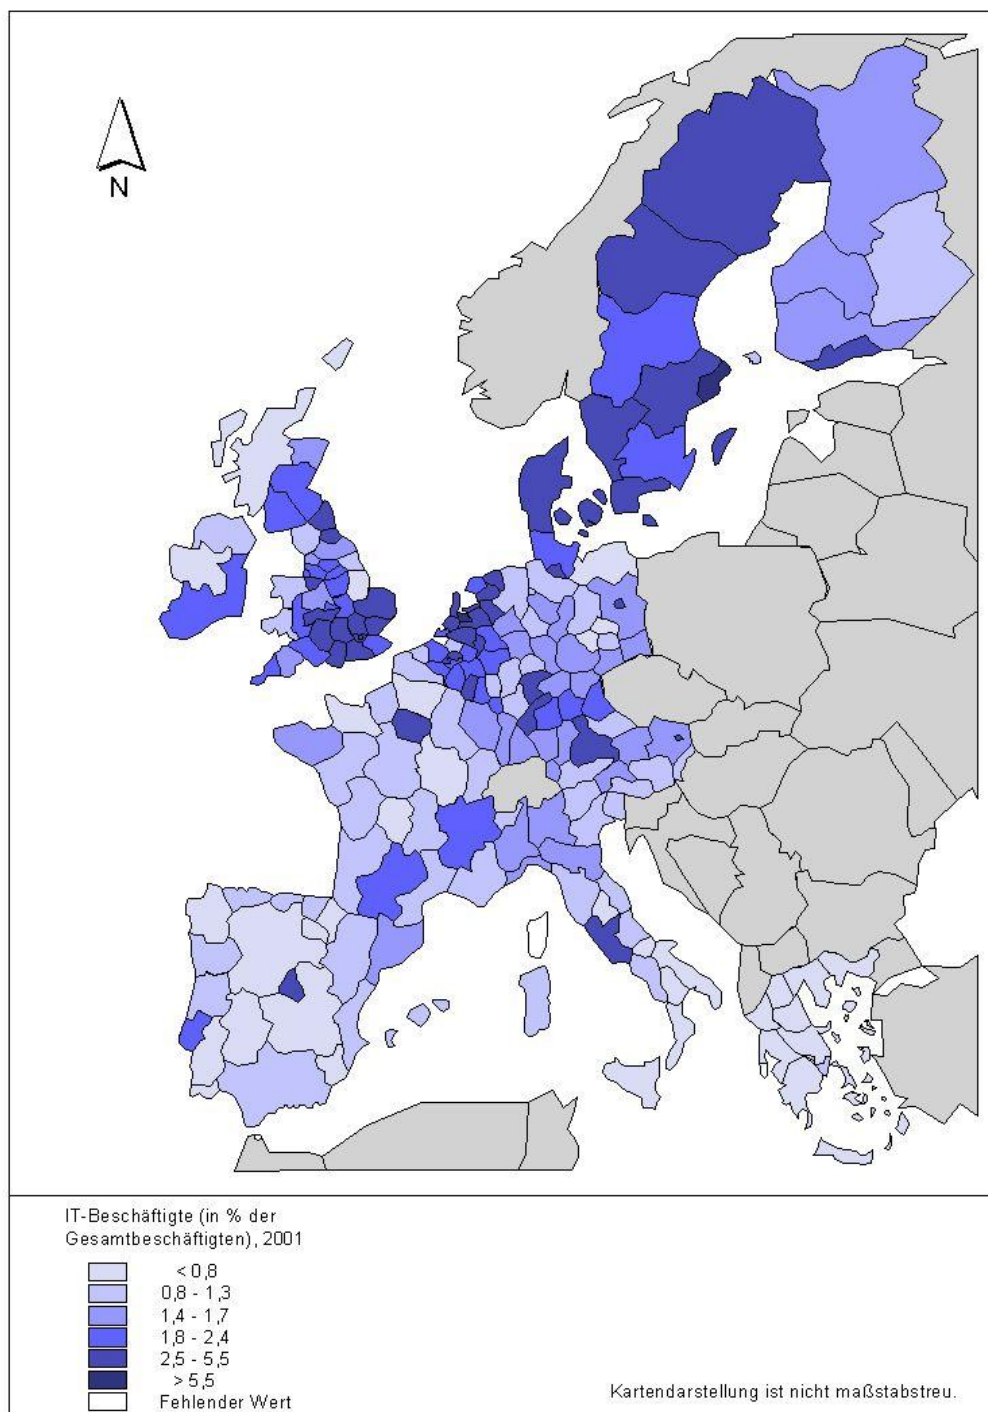 N
IT-Beschäftigte (in % der
Gesamtbeschäftigten), 2001
< 0,8
0,8 - 1,3
1,4 - 1,7
1,8 - 2,4
2,5 - 5,5
> 5,5
Fehlender Wert
Kartendarstellung ist nicht maßstabstreu.